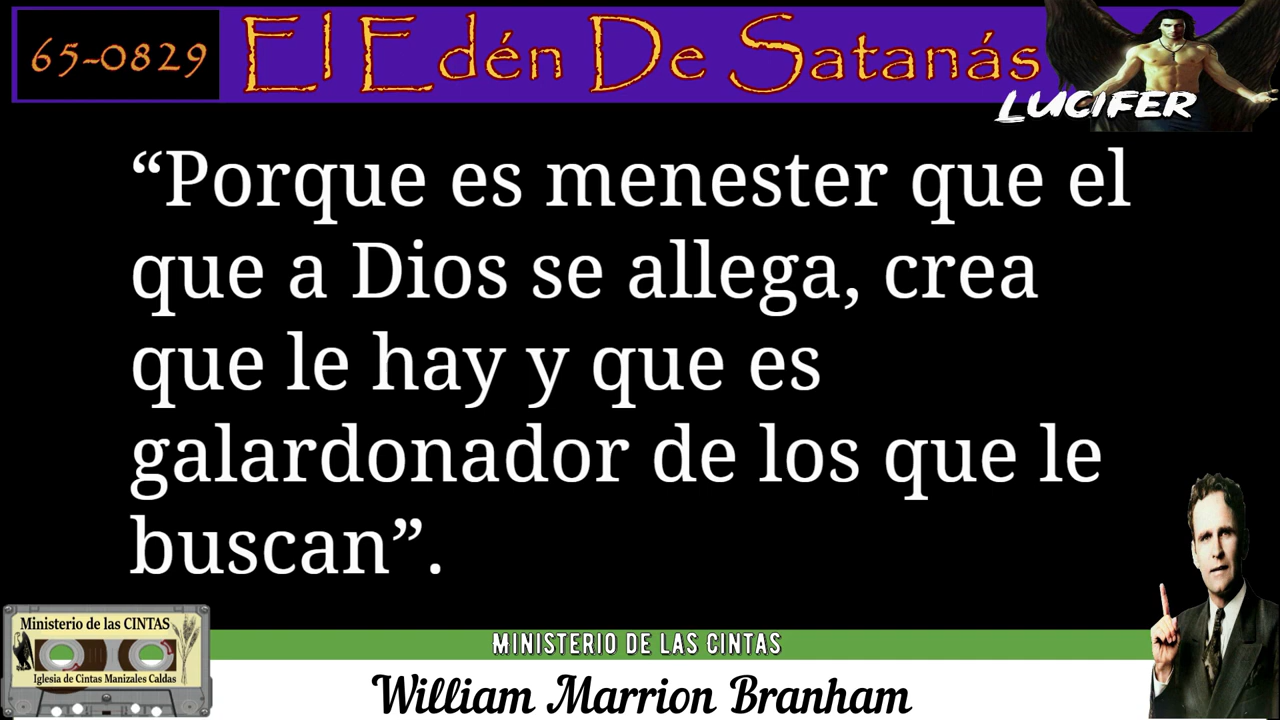 65-0829
El Edén De Satanás
LUCIFER
“Porque es menester que el
que a Dios se allega, crea
que le hay y que es
galardonador de los que le
buscan”.
Ministerio de las CINTAS
Iglesia de Cintas Manizales Caldas
MINISTERIO DE LAS CINTAS
William Marrion Branham